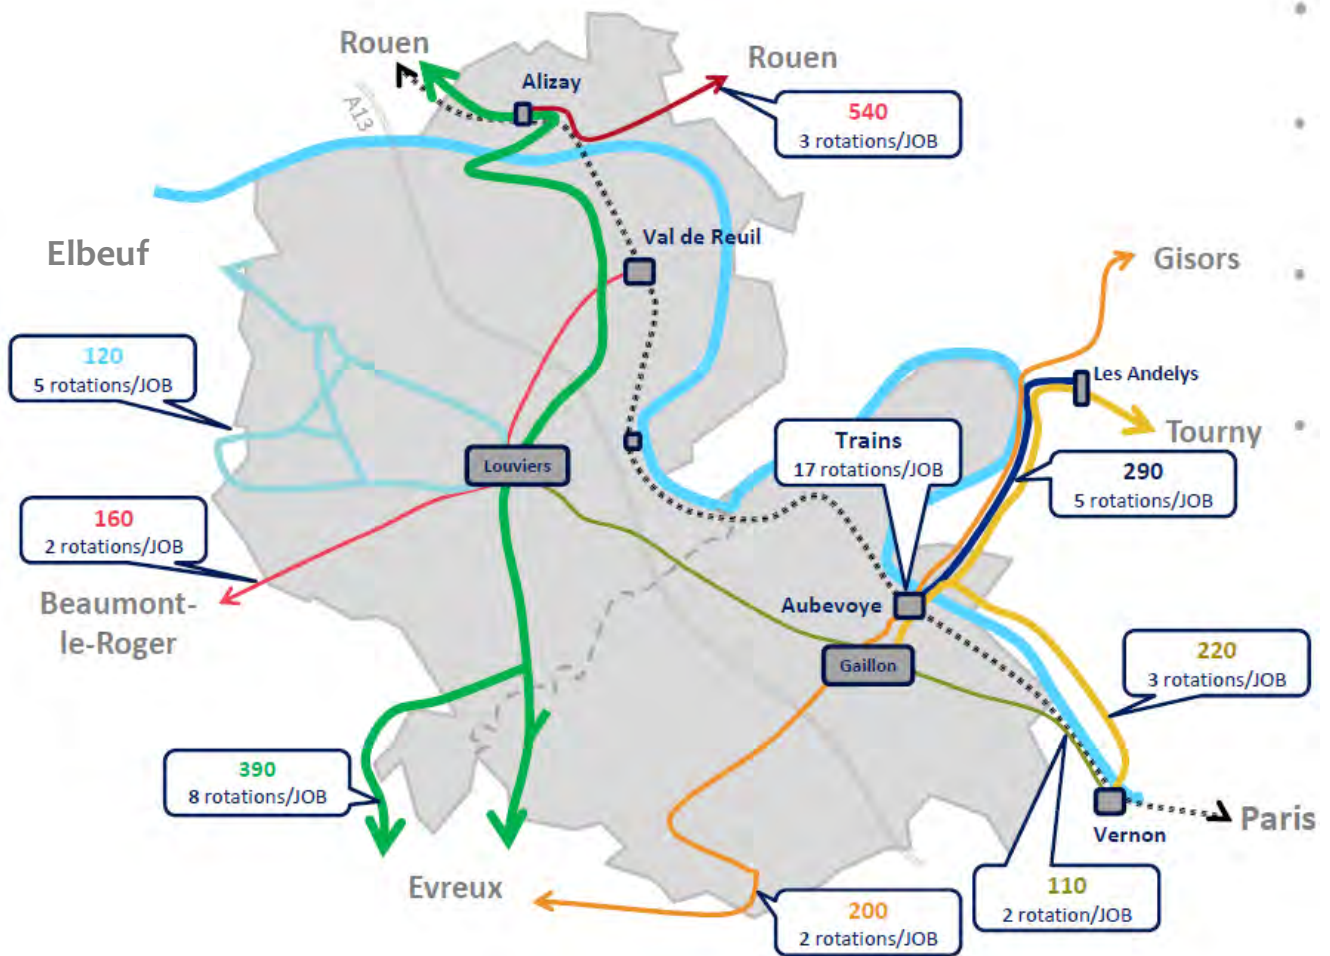 Rouen
Alizay
Rouen
A13
540
3 rotations/JOB
Val de Reuil
Elbeuf
Gisors
120
5 rotations/JOB
Les Andelys
Tourny
Trains
17 rotations/JOB
290
5 rotations/JOB
Louviers
160
2 rotations/JOB
Beaumont-
le-Roger
Aubevoye
Gaillon
220
3 rotations/JOB
390
8 rotations/JOB
Paris
Vernon
Evreux
110
2 rotation/JOB
200
2 rotations/JOB